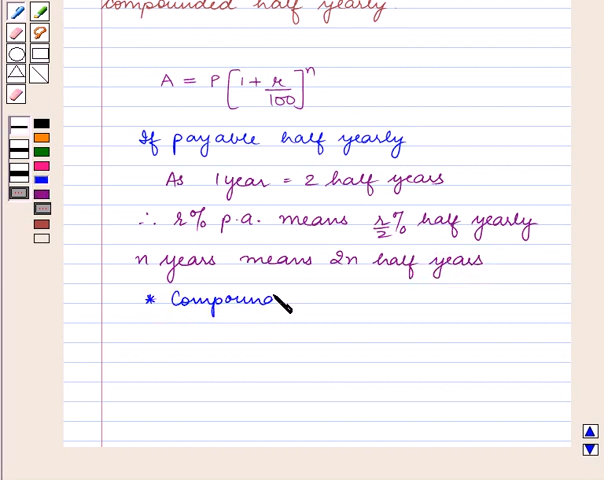 compounded half yearly.
A = P [1 + r/100]^n
If payable half yearly
As 1 year = 2 half years
∴ r% p.a. means r/2% half yearly
n years means 2n half years
* Compoun